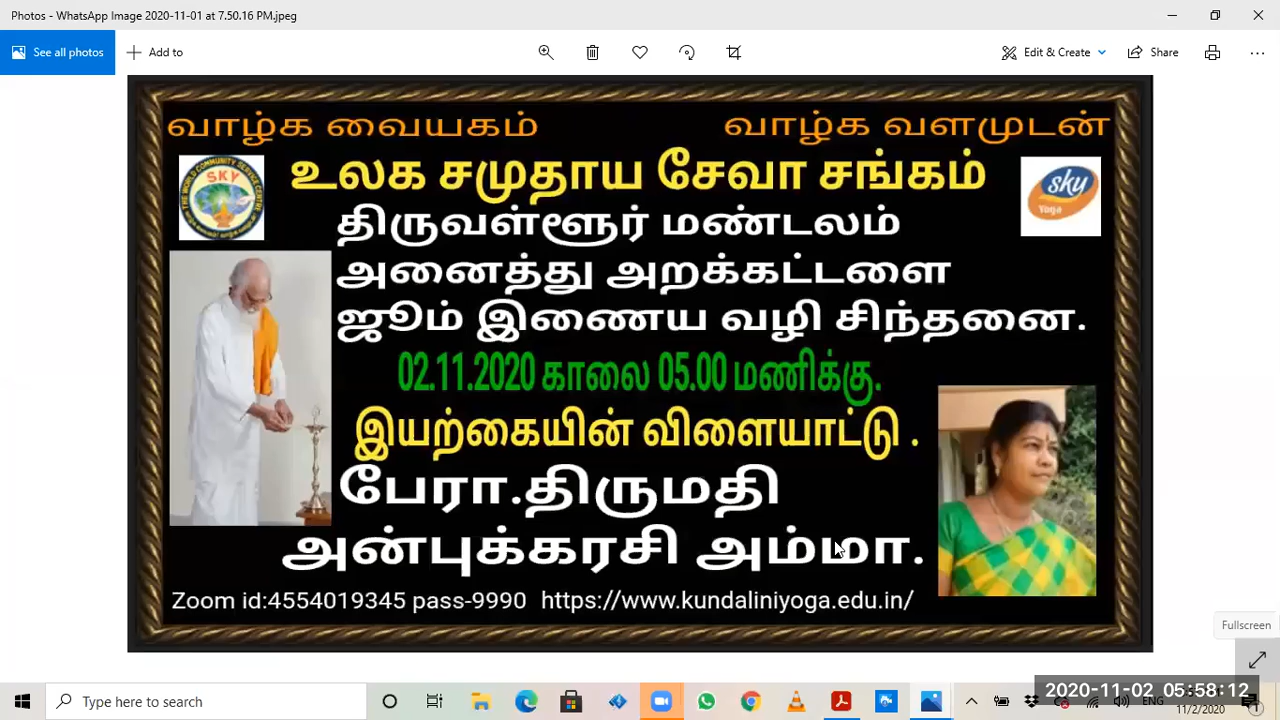 Photos - WhatsApp Image 2020-11-01 at 7.50.16 PM.jpeg
See all photos
Add to
Edit & Create
Share
வாழ்க வையகம் வாழ்க வளமுடன்
உலக சமுதாய சேவா சங்கம்
SKY
sky
Yoga
திருவள்ளூர் மண்டலம்
அனைத்து அறக்கட்டளை
ஜூம் இணைய வழி சிந்தனை.
02.11.2020 காலை 05.00 மணிக்கு.
இயற்கையின் விளையாட்டு .
பேரா.திருமதி
அன்புக்கரசி அம்மா.
Zoom id:4554019345 pass-9990 https://www.kundaliniyoga.edu.in/
Fullscreen
Type here to search
ENG
2020-11-02 05:58:12
11/2/2020